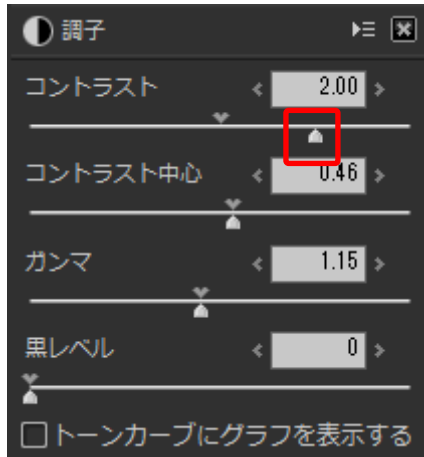 調子
コントラスト 2.00
コントラスト中心 0.46
ガンマ 1.15
黒レベル 0
トーンカーブにグラフを表示する